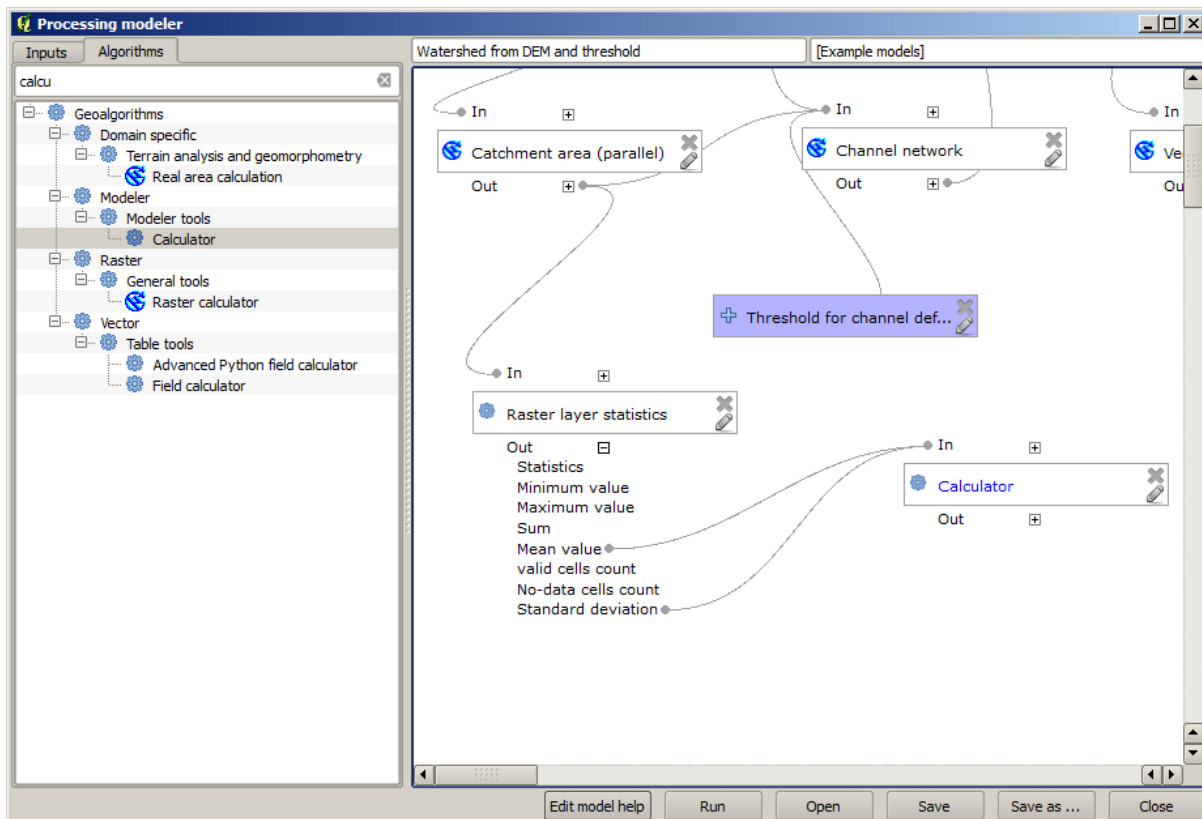 Processing modeler
Inputs
Algorithms
Watershed from DEM and threshold
[Example models]
calcu
Geoalgorithms
Domain specific
Terrain analysis and geomorphometry
Real area calculation
Modeler
Modeler tools
Calculator
Raster
General tools
Raster calculator
Vector
Table tools
Advanced Python field calculator
Field calculator
In
Catchment area (parallel)
Out
In
Channel network
Out
In
Ve
Ou
Threshold for channel def...
In
Raster layer statistics
Out
Statistics
Minimum value
Maximum value
Sum
Mean value
valid cells count
No-data cells count
Standard deviation
In
Calculator
Out
Edit model help
Run
Open
Save
Save as ...
Close